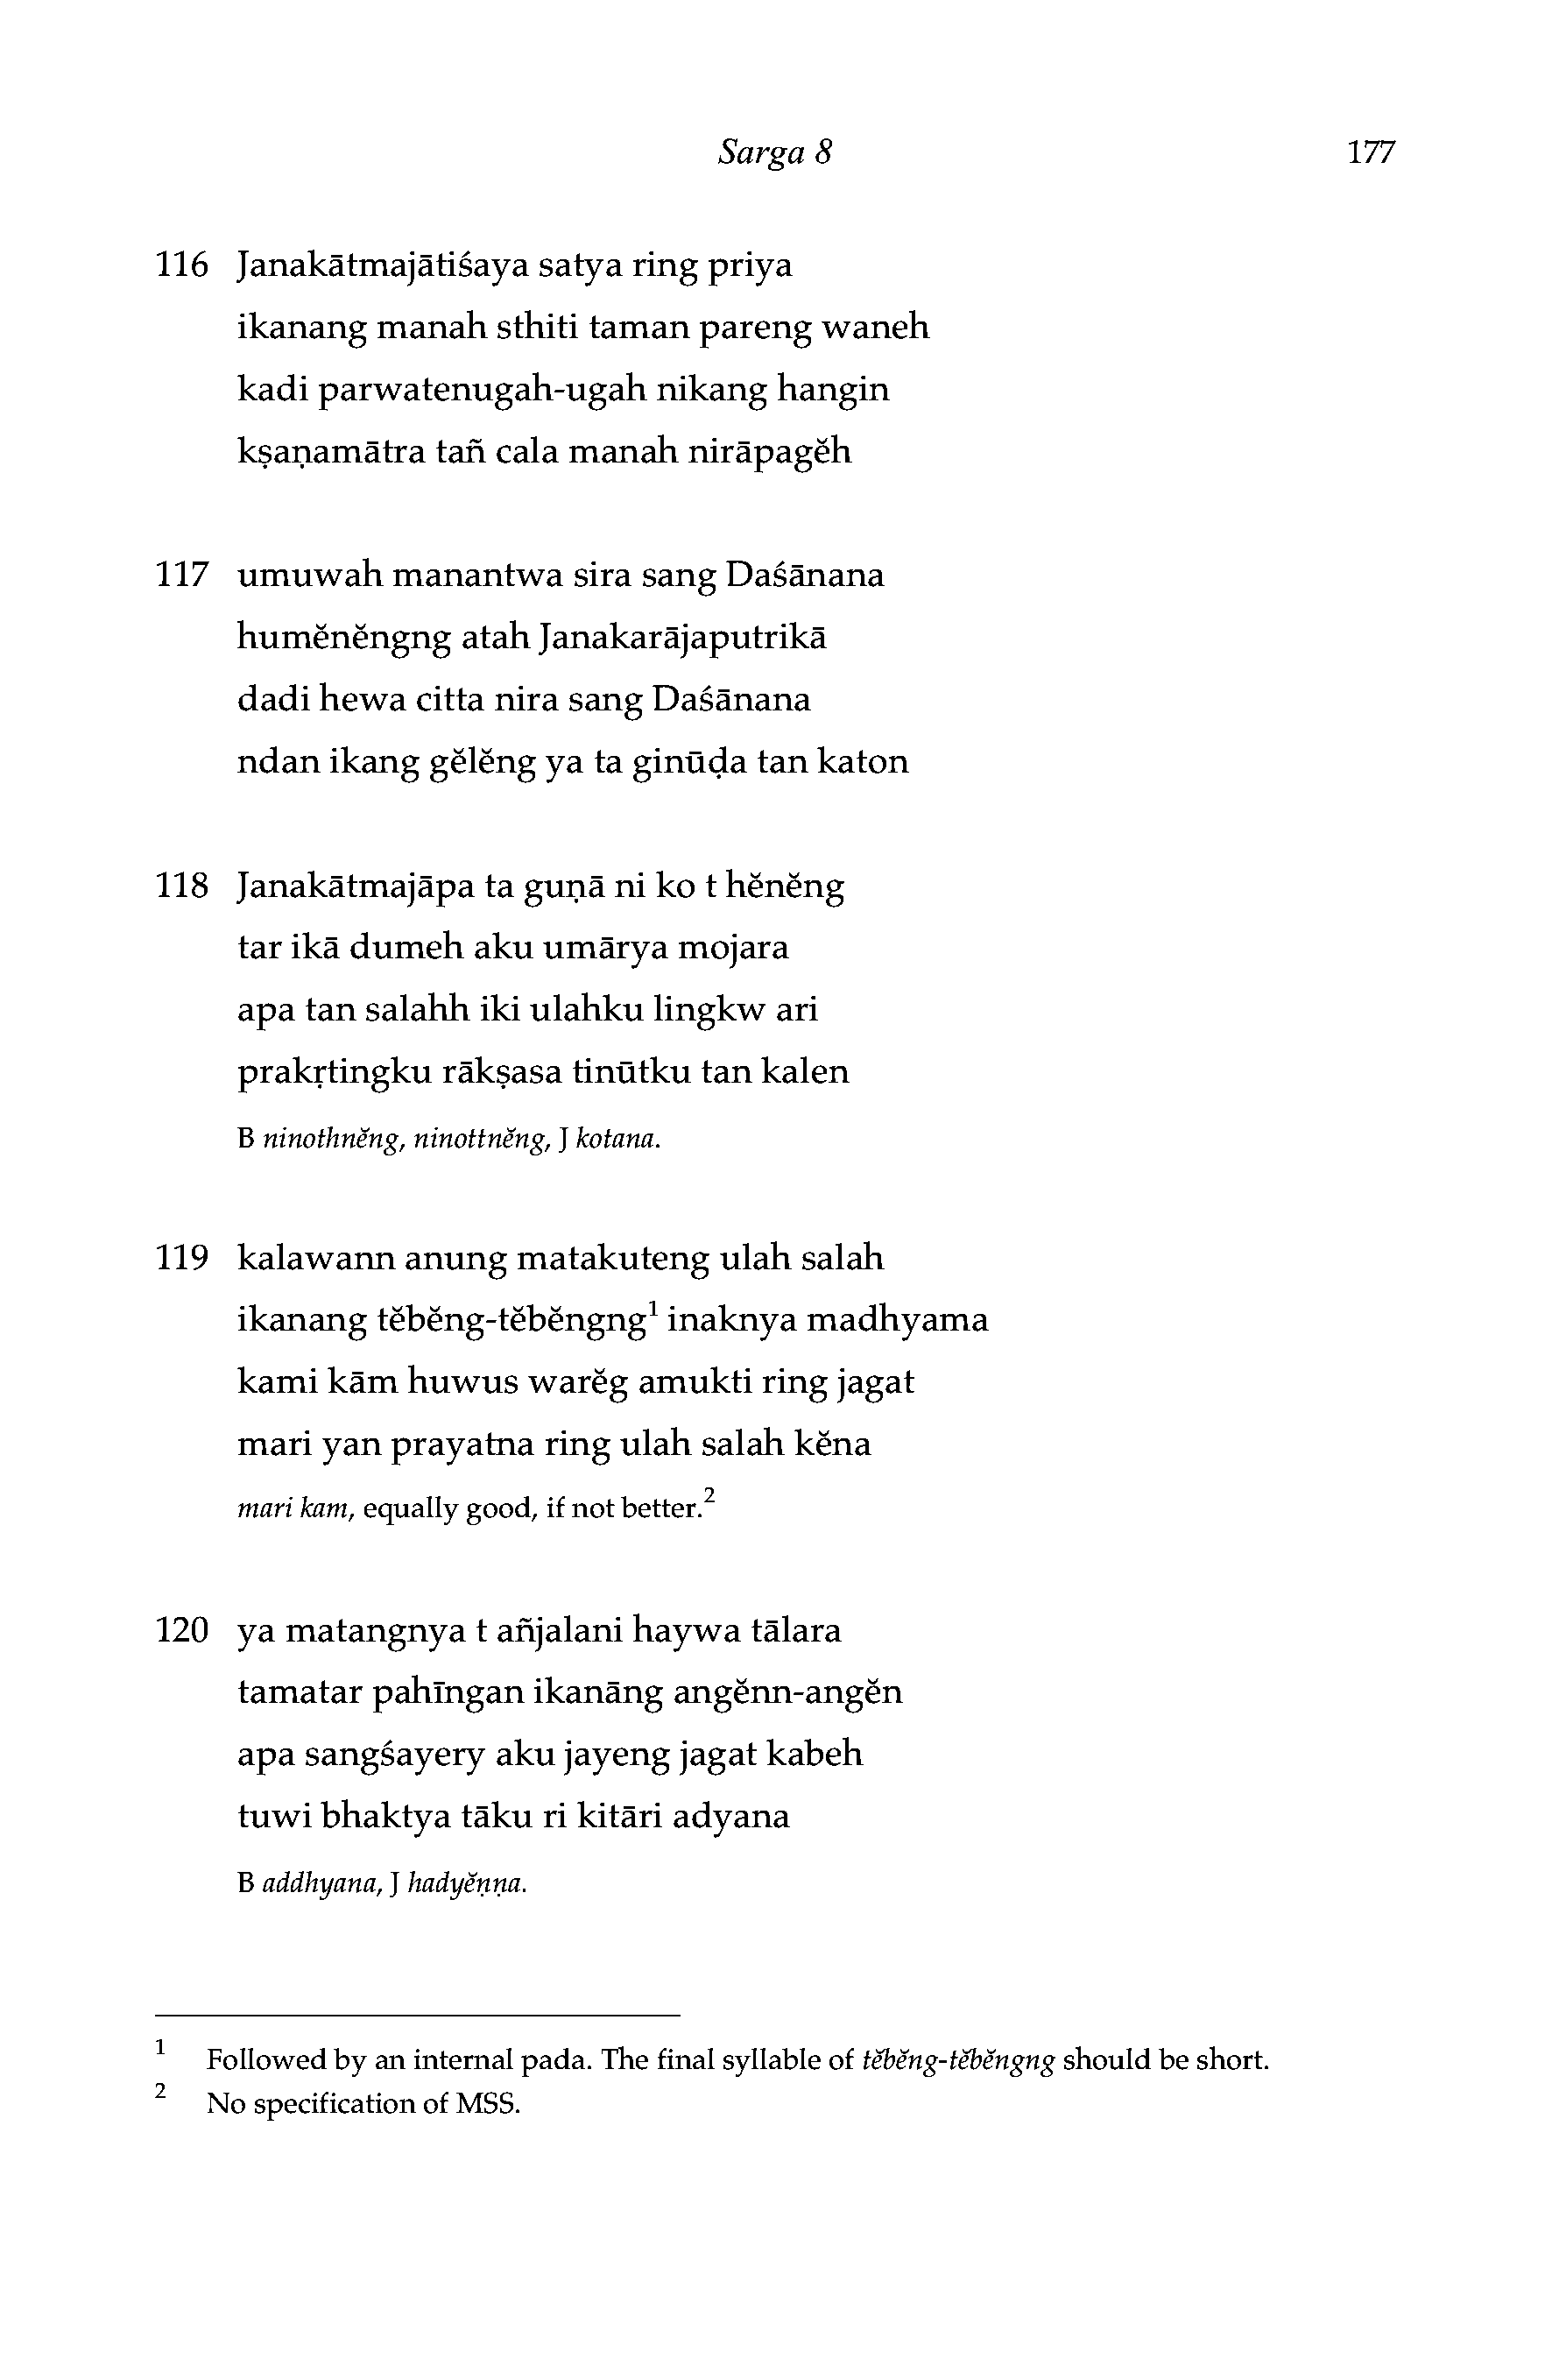 Sarga 8 177
116 Janakātmajātiśaya satya ring priya
ikanang manah sthiti taman pareng waneh
kadi parwatenugah-ugah nikang hangin
kṣaṇamātra tañ cala manah nirāpagĕh
117 umuwah manantwa sira sang Daśānana
humĕnĕngng atah Janakarājaputrikā
dadi hewa citta nira sang Daśānana
ndan ikang gĕlĕng ya ta ginūḍa tan katon
118 Janakātmajāpa ta guṇā ni ko t hĕnĕng
tar ikā dumeh aku umārya mojara
apa tan salahh iki ulahku lingkw ari
prakṛtingku rākṣasa tinūtku tan kalen
B ninothnĕng, ninottnĕng, J kotana.
119 kalawann anung matakuteng ulah salah
ikanang tĕbĕng-tĕbĕngng1 inaknya madhyama
kami kām huwus warĕg amukti ring jagat
mari yan prayatna ring ulah salah kĕna
mari kam, equally good, if not better.2
120 ya matangnya t añjalani haywa tālara
tamatar pahīngan ikanāng angĕnn-angĕn
apa sangśayery aku jayeng jagat kabeh
tuwi bhaktya tāku ri kitāri adyana
B addhyana, J hadyĕṇṇa.
1 Followed by an internal pada. The final syllable of tĕbĕng-tĕbĕngng should be short.
2 No specification of MSS.